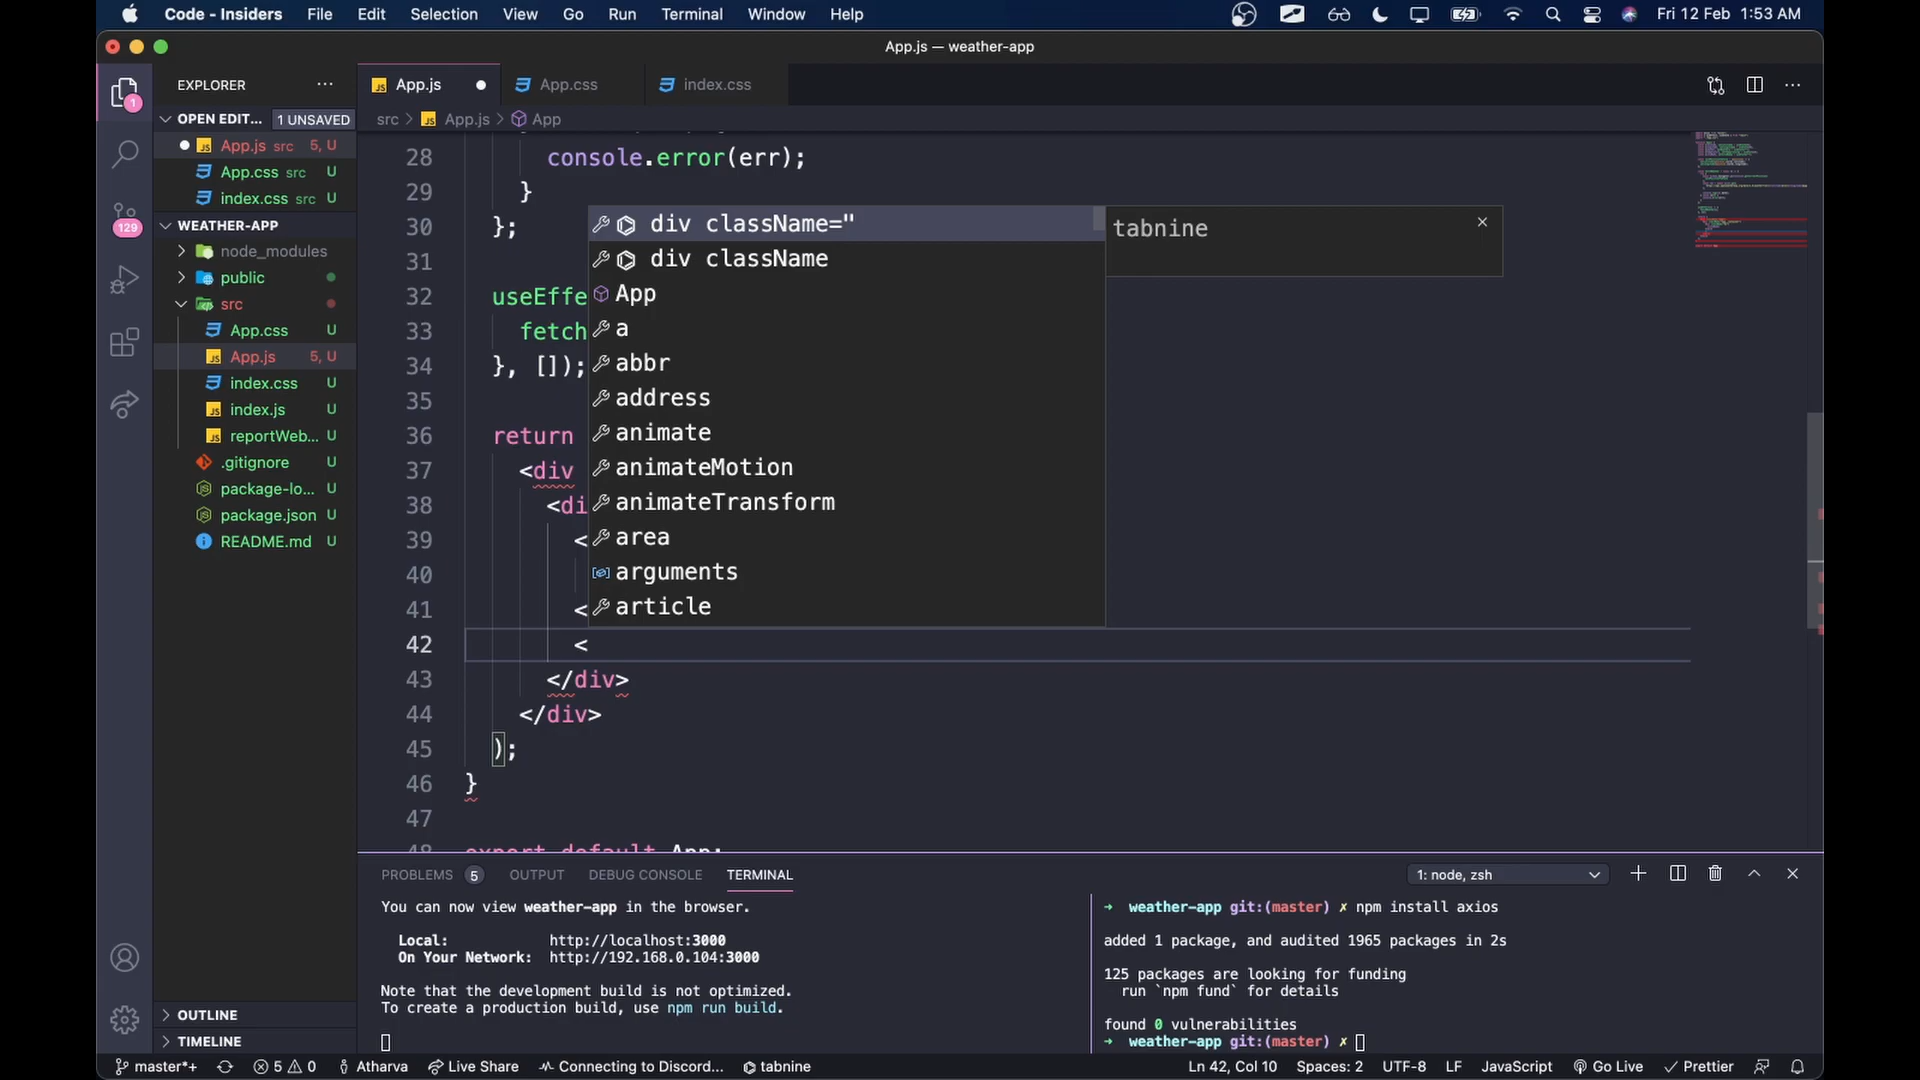 Code - Insiders File Edit Selection View Go Run Terminal Window Help Fri 12 Feb 1:53 AM
App.js — weather-app
EXPLORER
App.js
App.css
index.css
OPEN EDIT... 1 UNSAVED
src > App.js > App
App.js src 5, U
App.css src U
index.css src U
WEATHER-APP
node_modules
public
src
App.css U
App.js 5, U
index.css U
index.js U
reportWeb... U
.gitignore U
package-lo... U
package.json U
README.md U
OUTLINE
TIMELINE
1
129
28 console.error(err);
29 }
30 };
31
32 useEffe
33 fetch
34 }, []);
35
36 return
37 <div
38 <di
39 <
40
41 <
42 <
43 </div>
44 </div>
45 );
46 }
47
48 export default App;
div className="
div className
App
a
abbr
address
animate
animateMotion
animateTransform
area
arguments
article
tabnine
PROBLEMS 5 OUTPUT DEBUG CONSOLE TERMINAL
1: node, zsh
You can now view weather-app in the browser.
Local: http://localhost:3000
On Your Network: http://192.168.0.104:3000
Note that the development build is not optimized.
To create a production build, use npm run build.
→ weather-app git:(master) ✗ npm install axios
added 1 package, and audited 1965 packages in 2s
125 packages are looking for funding
run `npm fund` for details
found 0 vulnerabilities
→ weather-app git:(master) ✗
master*+ 5 0 Atharva Live Share Connecting to Discord... tabnine Ln 42, Col 10 Spaces: 2 UTF-8 LF JavaScript Go Live Prettier